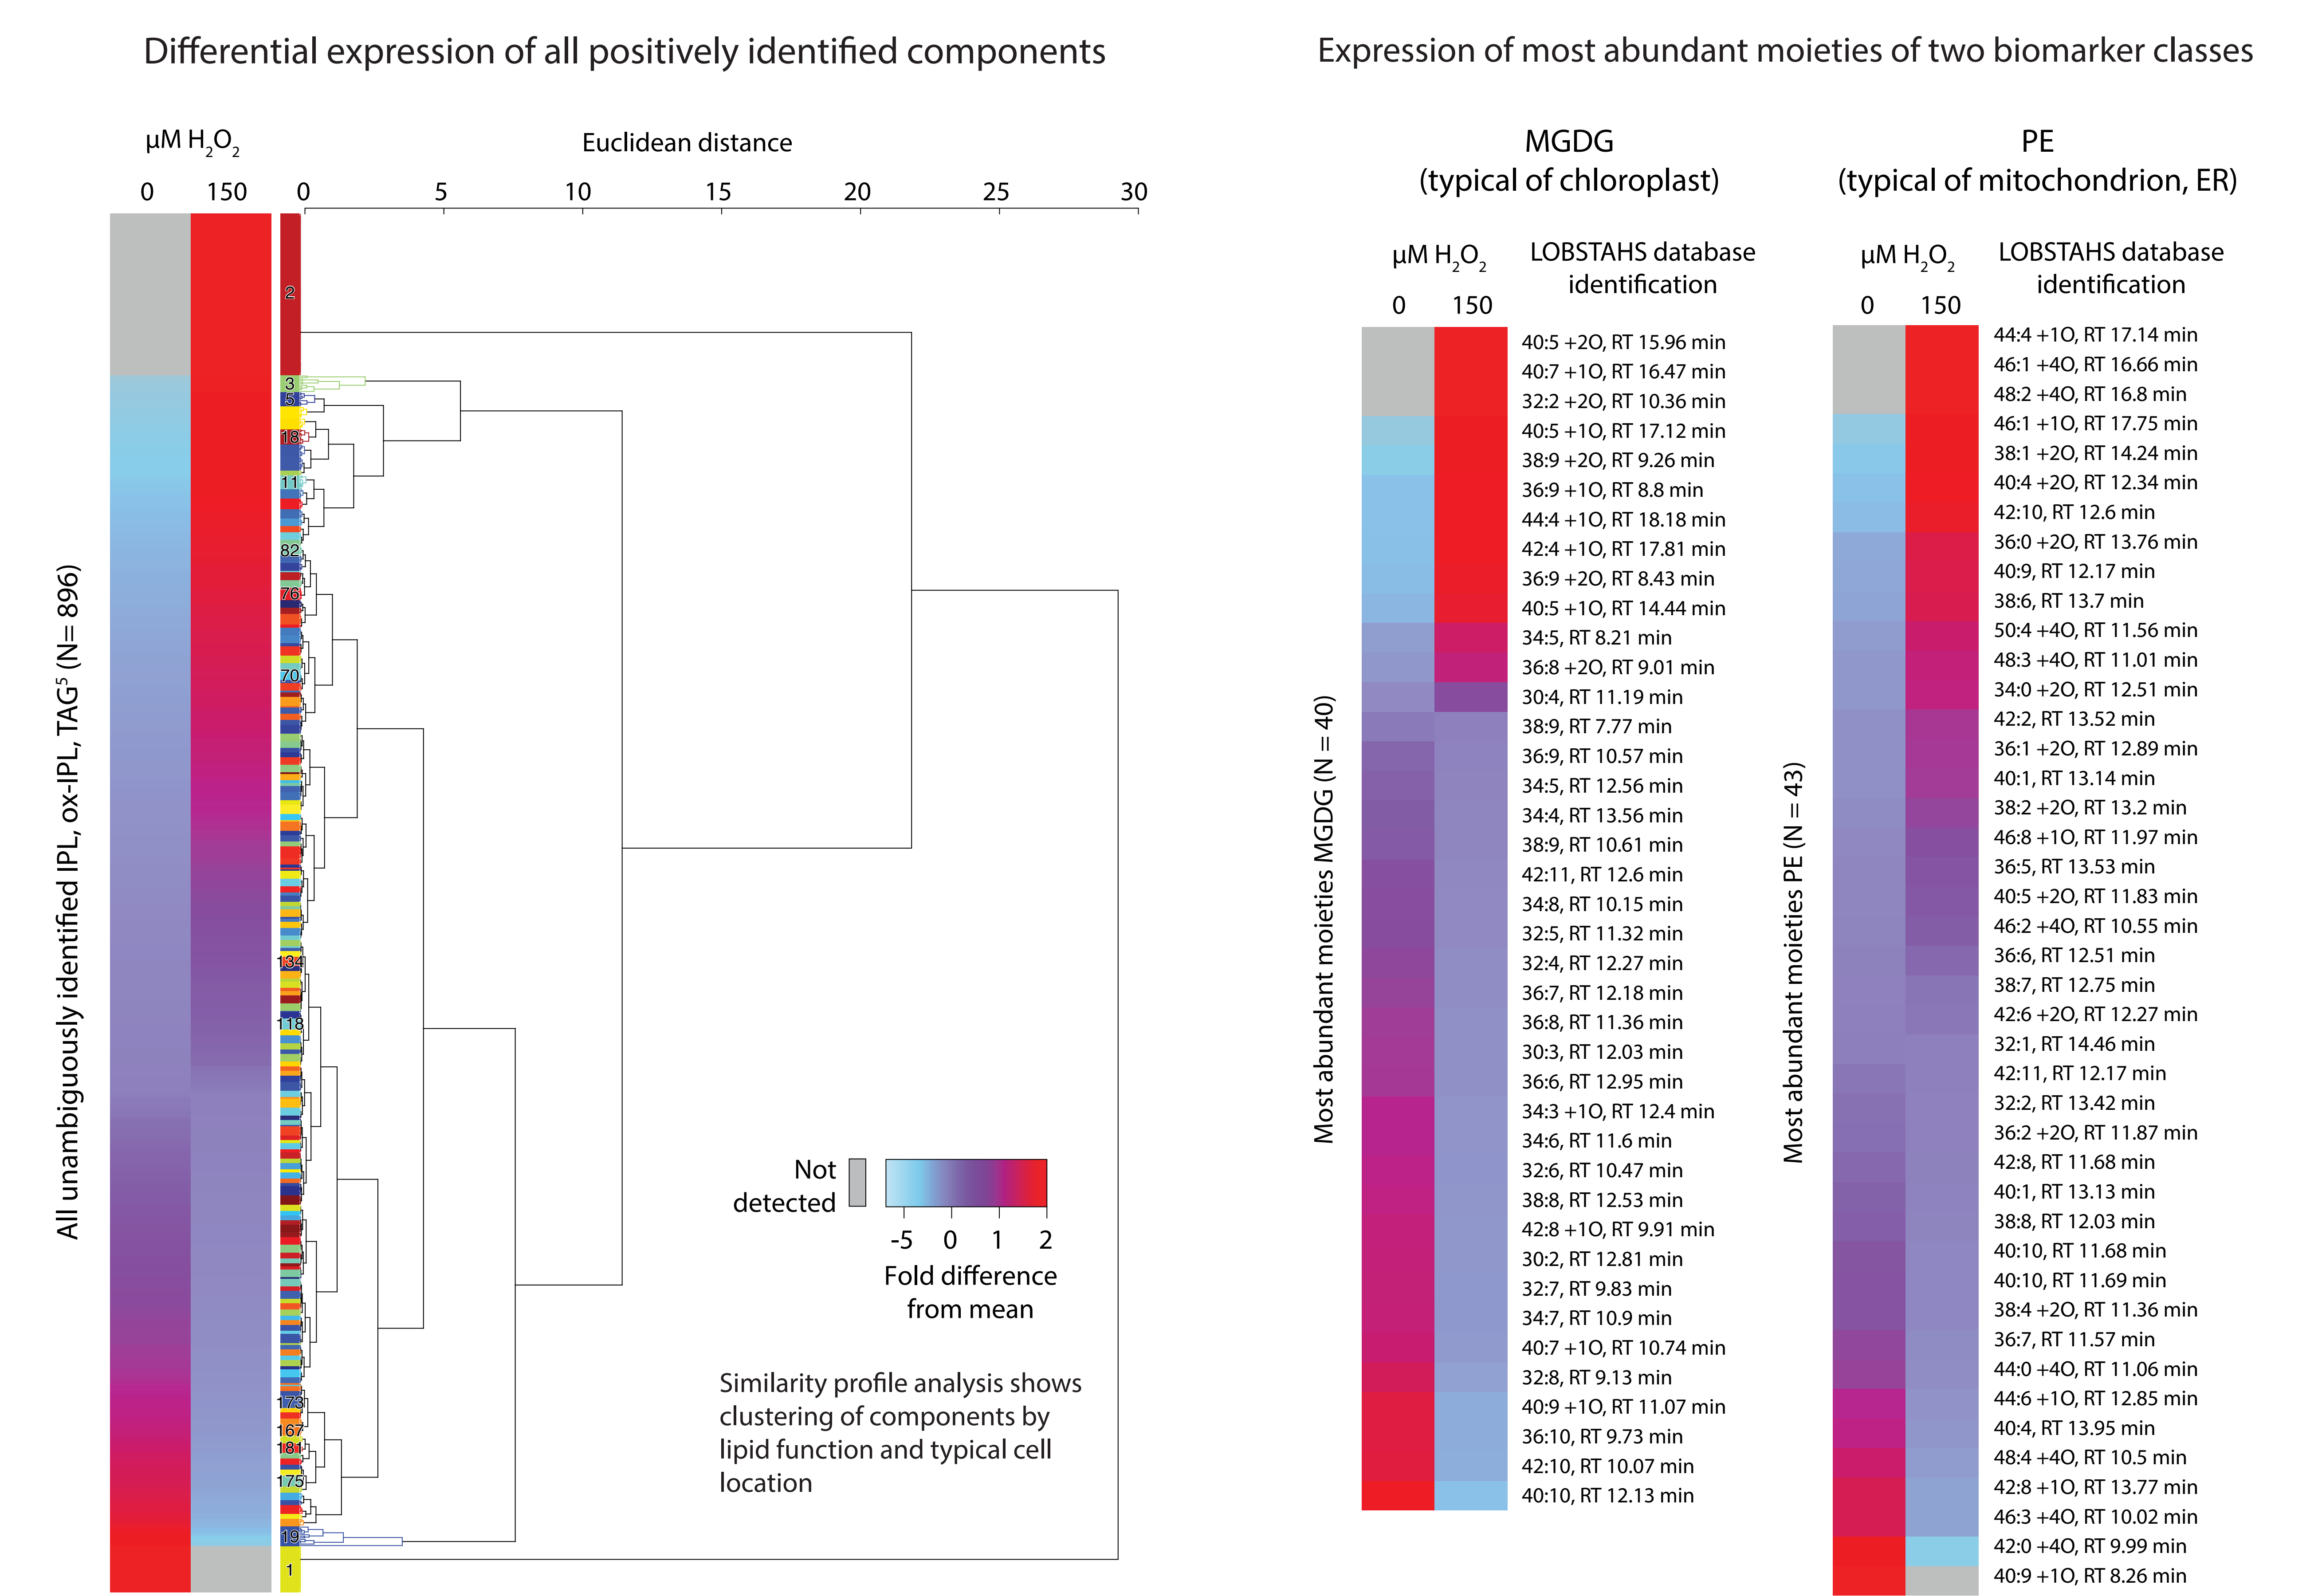 Differential expression of all positively identified components
µM H₂O₂
Euclidean distance
0 150
0 5 10 15 20 25 30
All unambiguously identified IPL, ox-IPL, TAG⁵ (N= 896)
2
3
5
18
11
82
76
70
134
118
173
167
181
175
19
1
Not
detected
-5 0 1 2
Fold difference
from mean
Similarity profile analysis shows
clustering of components by
lipid function and typical cell
location
Expression of most abundant moieties of two biomarker classes
MGDG
(typical of chloroplast)
µM H₂O₂
0 150
LOBSTAHS database
identification
Most abundant moieties MGDG (N = 40)
40:5 +2O, RT 15.96 min
40:7 +1O, RT 16.47 min
32:2 +2O, RT 10.36 min
40:5 +1O, RT 17.12 min
38:9 +2O, RT 9.26 min
36:9 +1O, RT 8.8 min
44:4 +1O, RT 18.18 min
42:4 +1O, RT 17.81 min
36:9 +2O, RT 8.43 min
40:5 +1O, RT 14.44 min
34:5, RT 8.21 min
36:8 +2O, RT 9.01 min
30:4, RT 11.19 min
38:9, RT 7.77 min
36:9, RT 10.57 min
34:5, RT 12.56 min
34:4, RT 13.56 min
38:9, RT 10.61 min
42:11, RT 12.6 min
34:8, RT 10.15 min
32:5, RT 11.32 min
32:4, RT 12.27 min
36:7, RT 12.18 min
36:8, RT 11.36 min
30:3, RT 12.03 min
36:6, RT 12.95 min
34:3 +1O, RT 12.4 min
34:6, RT 11.6 min
32:6, RT 10.47 min
38:8, RT 12.53 min
42:8 +1O, RT 9.91 min
30:2, RT 12.81 min
32:7, RT 9.83 min
34:7, RT 10.9 min
40:7 +1O, RT 10.74 min
32:8, RT 9.13 min
40:9 +1O, RT 11.07 min
36:10, RT 9.73 min
42:10, RT 10.07 min
40:10, RT 12.13 min
PE
(typical of mitochondrion, ER)
µM H₂O₂
0 150
LOBSTAHS database
identification
Most abundant moieties PE (N = 43)
44:4 +1O, RT 17.14 min
46:1 +4O, RT 16.66 min
48:2 +4O, RT 16.8 min
46:1 +1O, RT 17.75 min
38:1 +2O, RT 14.24 min
40:4 +2O, RT 12.34 min
42:10, RT 12.6 min
36:0 +2O, RT 13.76 min
40:9, RT 12.17 min
38:6, RT 13.7 min
50:4 +4O, RT 11.56 min
48:3 +4O, RT 11.01 min
34:0 +2O, RT 12.51 min
42:2, RT 13.52 min
36:1 +2O, RT 12.89 min
40:1, RT 13.14 min
38:2 +2O, RT 13.2 min
46:8 +1O, RT 11.97 min
36:5, RT 13.53 min
40:5 +2O, RT 11.83 min
46:2 +4O, RT 10.55 min
36:6, RT 12.51 min
38:7, RT 12.75 min
42:6 +2O, RT 12.27 min
32:1, RT 14.46 min
42:11, RT 12.17 min
32:2, RT 13.42 min
36:2 +2O, RT 11.87 min
42:8, RT 11.68 min
40:1, RT 13.13 min
38:8, RT 12.03 min
40:10, RT 11.68 min
40:10, RT 11.69 min
38:4 +2O, RT 11.36 min
36:7, RT 11.57 min
44:0 +4O, RT 11.06 min
44:6 +1O, RT 12.85 min
40:4, RT 13.95 min
48:4 +4O, RT 10.5 min
42:8 +1O, RT 13.77 min
46:3 +4O, RT 10.02 min
42:0 +4O, RT 9.99 min
40:9 +1O, RT 8.26 min